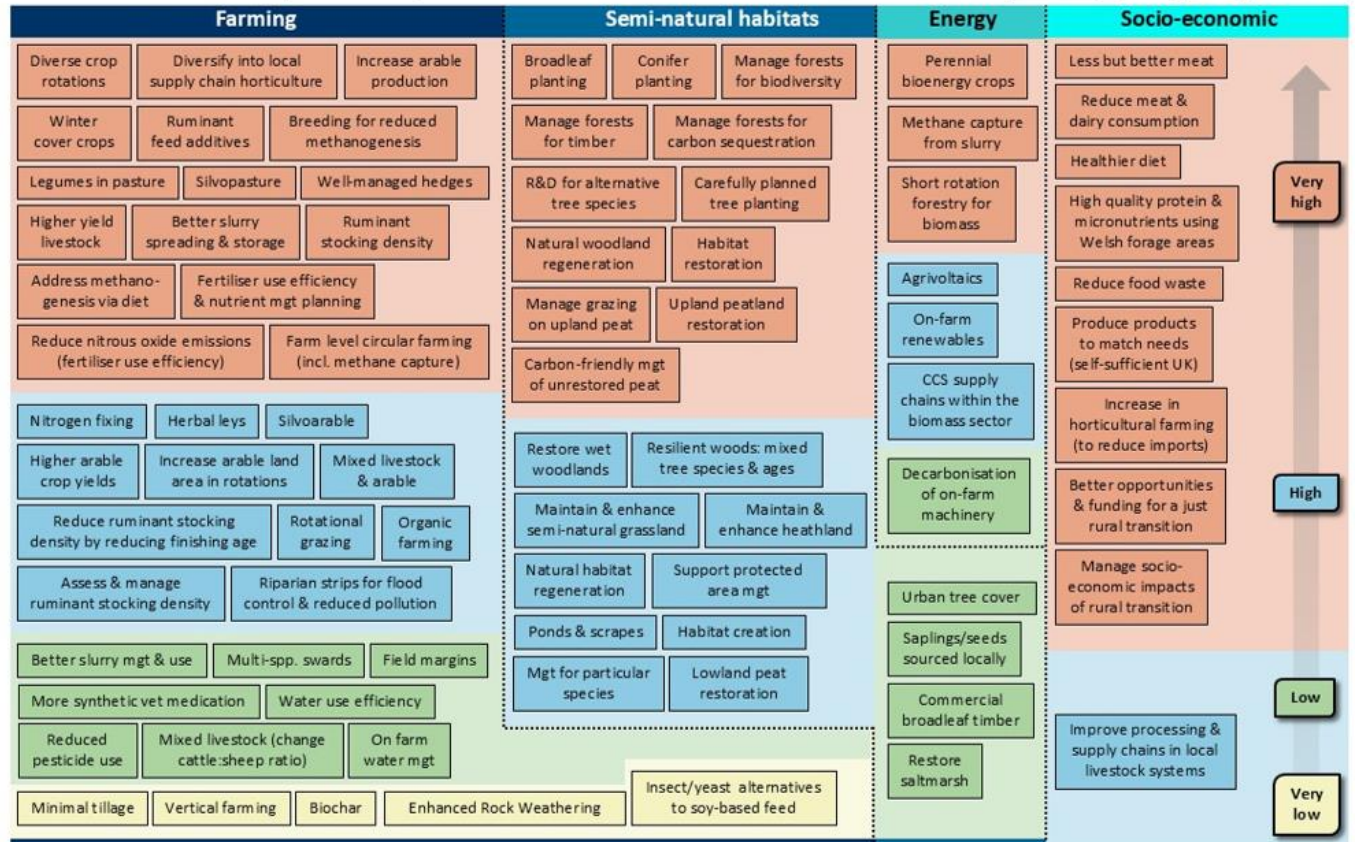 Farming
Semi-natural habitats
Energy
Socio-economic
Diverse crop
rotations
Diversify into local
supply chain horticulture
Increase arable
production
Winter
cover crops
Ruminant
feed additives
Breeding for reduced
methanogenesis
Legumes in pasture
Silvopasture
Well-managed hedges
Higher yield
livestock
Better slurry
spreading & storage
Ruminant
stocking density
Address methano-
genesis via diet
Fertiliser use efficiency
& nutrient mgt planning
Reduce nitrous oxide emissions
(fertiliser use efficiency)
Farm level circular farming
(incl. methane capture)
Nitrogen fixing
Herbal leys
Silvoarable
Higher arable
crop yields
Increase arable land
area in rotations
Mixed livestock
& arable
Reduce ruminant stocking
density by reducing finishing age
Rotational
grazing
Organic
farming
Assess & manage
ruminant stocking density
Riparian strips for flood
control & reduced pollution
Better slurry mgt & use
Multi-spp. swards
Field margins
More synthetic vet medication
Water use efficiency
Reduced
pesticide use
Mixed livestock (change
cattle:sheep ratio)
On farm
water mgt
Minimal tillage
Vertical farming
Biochar
Enhanced Rock Weathering
Insect/yeast alternatives
to soy-based feed
Broadleaf
planting
Conifer
planting
Manage forests
for biodiversity
Manage forests
for timber
Manage forests for
carbon sequestration
R&D for alternative
tree species
Carefully planned
tree planting
Natural woodland
regeneration
Habitat
restoration
Manage grazing
on upland peat
Upland peatland
restoration
Carbon-friendly mgt
of unrestored peat
Restore wet
woodlands
Resilient woods: mixed
tree species & ages
Maintain & enhance
semi-natural grassland
Maintain &
enhance heathland
Natural habitat
regeneration
Support protected
area mgt
Ponds & scrapes
Habitat creation
Mgt for particular
species
Lowland peat
restoration
Perennial
bioenergy crops
Methane capture
from slurry
Short rotation
forestry for
biomass
Agrivoltaics
On-farm
renewables
CCS supply
chains within the
biomass sector
Decarbonisation
of on-farm
machinery
Urban tree cover
Saplings/seeds
sourced locally
Commercial
broadleaf timber
Restore
saltmarsh
Less but better meat
Reduce meat &
dairy consumption
Healthier diet
High quality protein &
micronutrients using
Welsh forage areas
Reduce food waste
Produce products
to match needs
(self-sufficient UK)
Increase in
horticultural farming
(to reduce imports)
Better opportunities
& funding for a just
rural transition
Manage socio-
economic impacts
of rural transition
Improve processing &
supply chains in local
livestock systems
Very
high
High
Low
Very
low